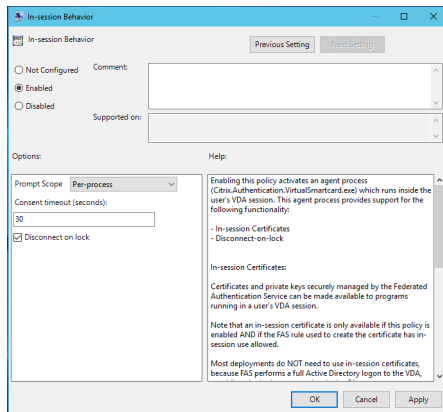 In-session Behavior
In-session Behavior
Previous Setting
Next Setting
Not Configured
Comment:
Enabled
Disabled
Supported on:
Options:
Help:
Prompt Scope Per-process
Consent timeout (seconds):
30
Disconnect on lock
Enabling this policy activates an agent process
(Citrix.Authentication.VirtualSmartcard.exe) which runs inside the
user's VDA session. This agent process provides support for the
following functionality:
- In-session Certificates
- Disconnect-on-lock
In-session Certificates:
Certificates and private keys securely managed by the Federated
Authentication Service can be made available to programs
running in a user's VDA session.
Note that an in-session certificate is only available if this policy is
enabled AND if the FAS rule used to create the certificate has in-
session use allowed.
Most deployments do NOT need to use in-session certificates,
because FAS performs a full Active Directory logon to the VDA,
OK
Cancel
Apply